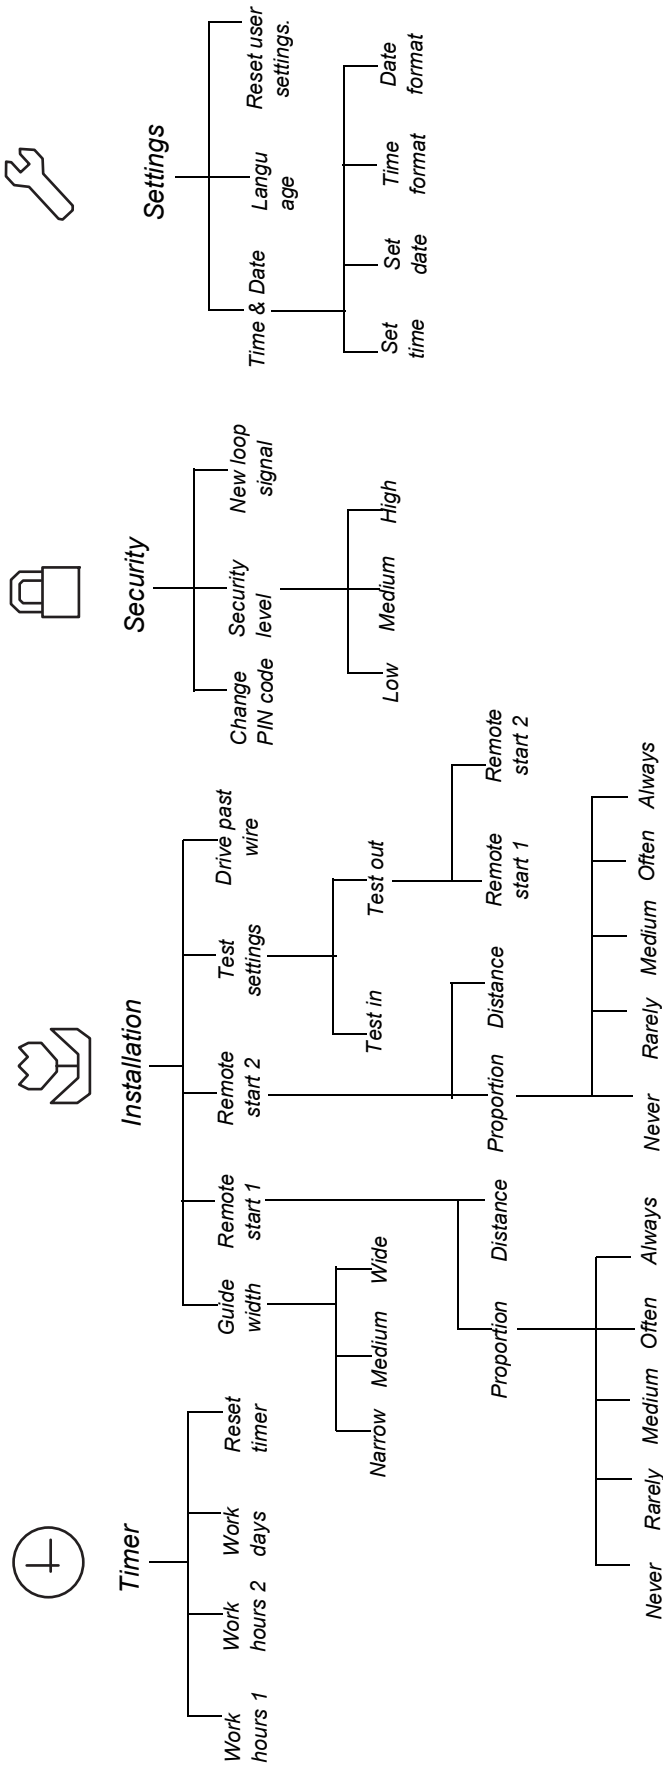 Timer
Work
hours 1
Work
hours 2
Work
days
Reset
timer
Installation
Guide
width
Remote
start 1
Remote
start 2
Test
settings
Drive past
wire
Narrow
Medium
Wide
Test in
Test out
Proportion
Distance
Proportion
Distance
Remote
start 1
Remote
start 2
Never
Rarely
Medium
Often
Always
Never
Rarely
Medium
Often
Always
Security
Change
PIN code
Security
level
New loop
signal
Low
Medium
High
Settings
Time & Date
Langu
age
Reset user
settings.
Set
time
Set
date
Time
format
Date
format